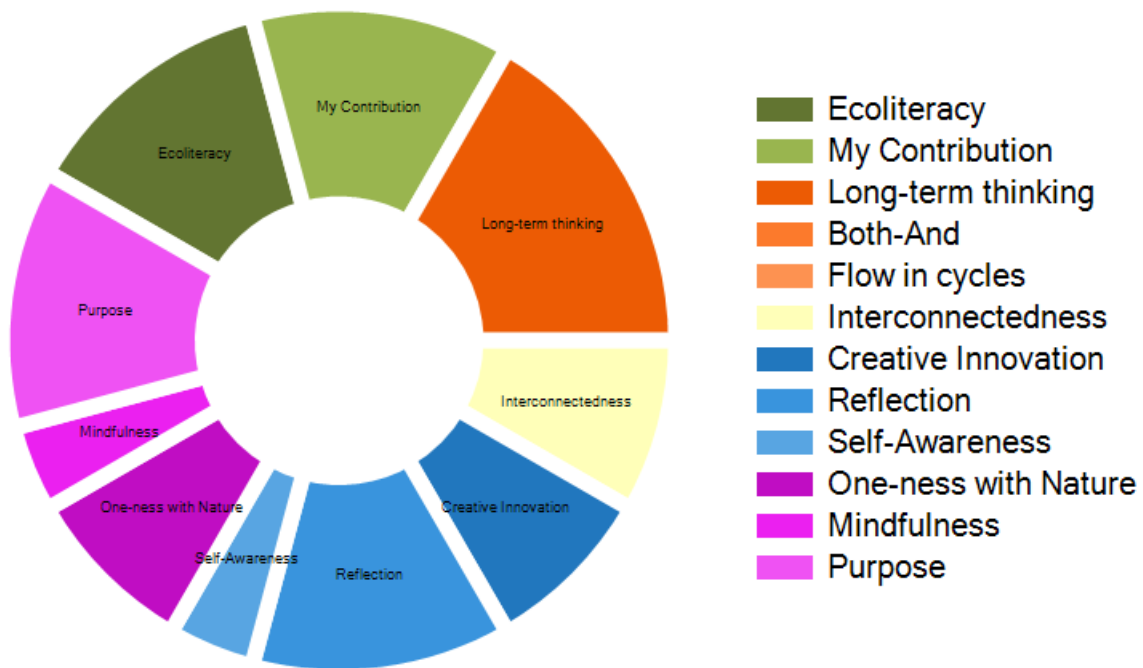 My Contribution
Ecoliteracy
Long-term thinking
Purpose
Interconnectedness
Mindfulness
One-ness with Nature
Creative Innovation
Self-Awareness
Reflection
Ecoliteracy
My Contribution
Long-term thinking
Both-And
Flow in cycles
Interconnectedness
Creative Innovation
Reflection
Self-Awareness
One-ness with Nature
Mindfulness
Purpose